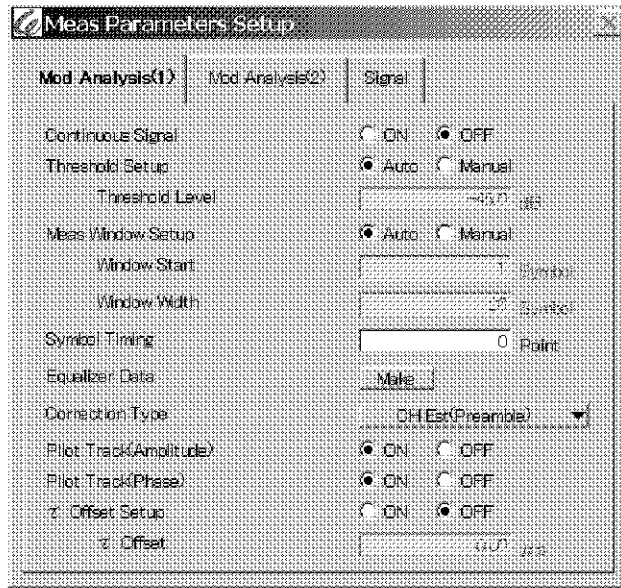 Meas Parameters Setup
Mod Analysis(1) Mod Analysis(2) Signal
Continuous Signal ON OFF
Threshold Setup Auto Manual
Threshold Level -45.0 dB
Meas Window Setup Auto Manual
Window Start 1 Symbol
Window Width Symbol
Symbol Timing 0 Point
Equalizer Data Make
Correction Type CH Est(Preamble)
Pilot Track(Amplitude) ON OFF
Pilot Track(Phase) ON OFF
τ Offset Setup ON OFF
τ Offset